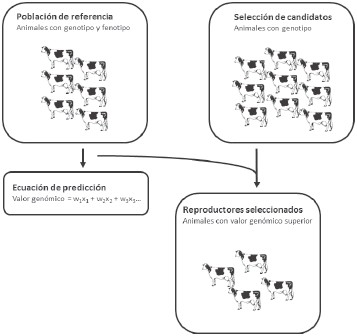 Población de referencia
Animales con genotipo y fenotipo
Selección de candidatos
Animales con genotipo
Ecuación de predicción
Valor genómico = w₁x₁ + w₂x₂ + w₃x₃...
Reproductores seleccionados
Animales con valor genómico superior